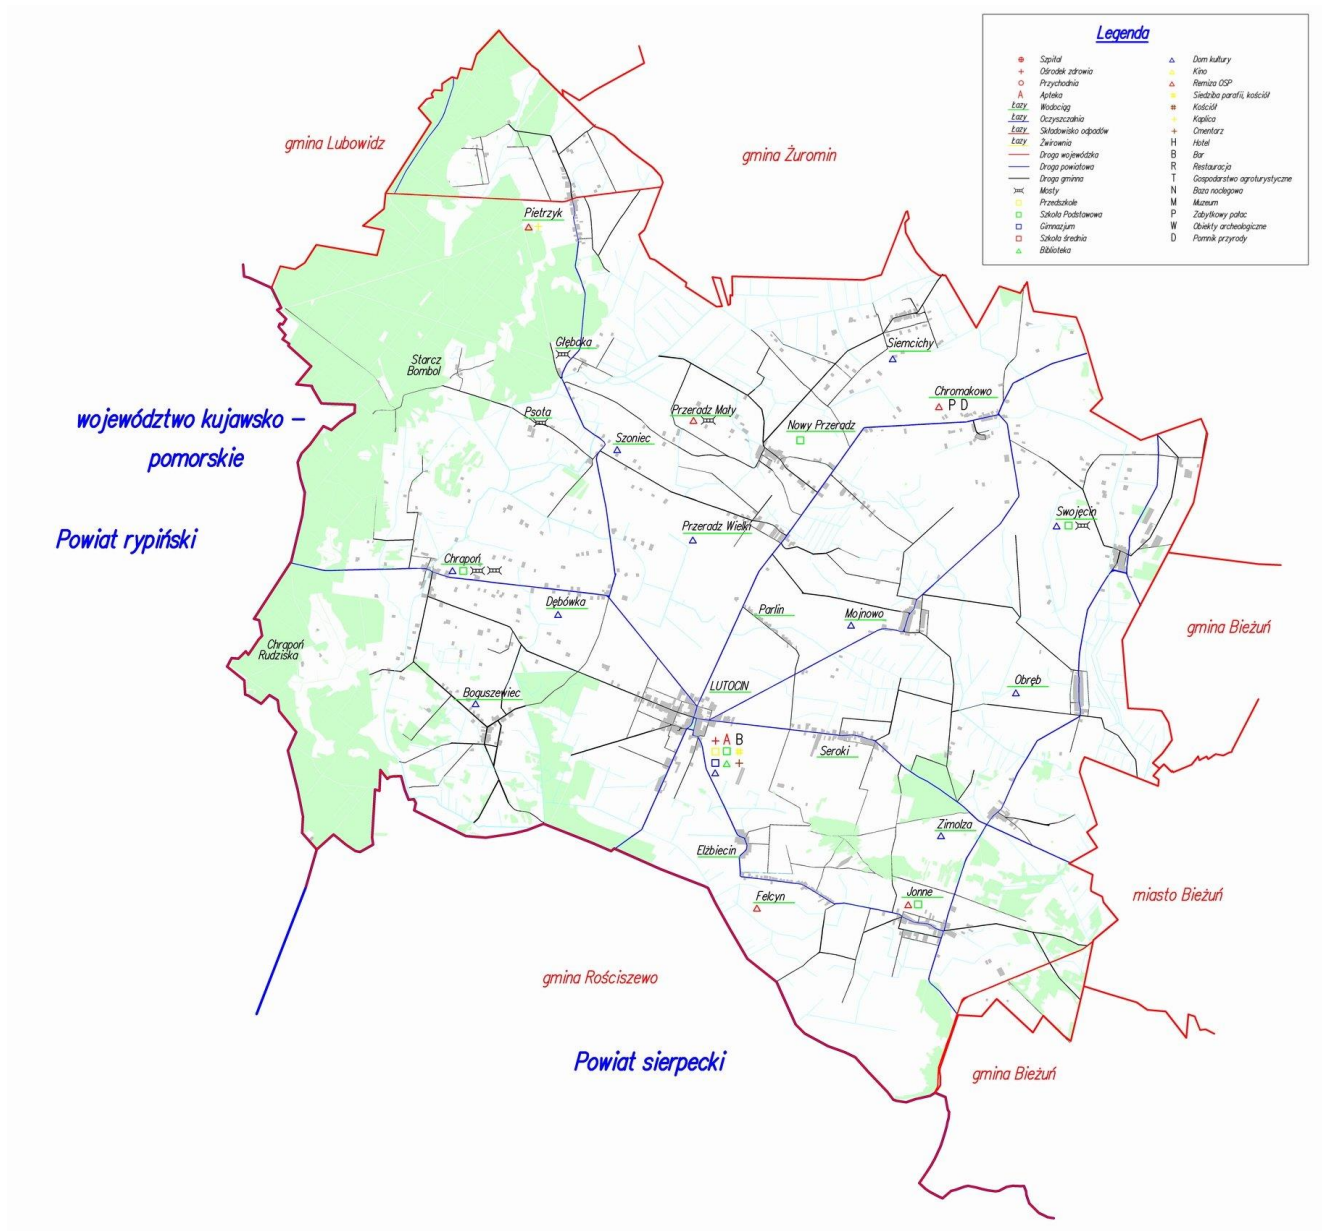 Legenda
Szpital
Ośrodek zdrowia
Przychodnia
A Apteka
Łazy Wodociąg
Łazy Oczyszczalnia
Łazy Składowisko odpadów
Łazy Żwirownia
Droga wojewódzka
Droga powiatowa
Droga gminna
Mosty
Przedszkole
Szkoła Podstawowa
Gimnazjum
Szkoła średnia
Biblioteka
Dom kultury
Kino
Remiza OSP
Siedziba parafii, kościół
Kościół
Kaplica
Cmentarz
H Hotel
B Bar
R Restauracja
T Gospodarstwo agroturystyczne
N Baza noclegowa
M Muzeum
P Zabytkowy pałac
W Obiekty archeologiczne
D Pomnik przyrody
gmina Lubowidz
gmina Żuromin
Pietrzyk
Głęboka
Siemcichy
Starcz
Bombol
Chromakowo
P D
województwo kujawsko –
pomorskie
Psota
Przeradz Mały
Nowy Przeradz
Szoniec
Swojęcin
Przeradz Wielki
Powiat rypiński
Chrapoń
Dębówka
Parlin
Mojnowo
gmina Bieżuń
Chrapoń
Rudziska
LUTOCIN
Obręb
Boguszewiec
A B
Seroki
Zimolza
Elżbiecin
Felcyn
Jonne
miasto Bieżuń
gmina Rościszewo
Powiat sierpecki
gmina Bieżuń